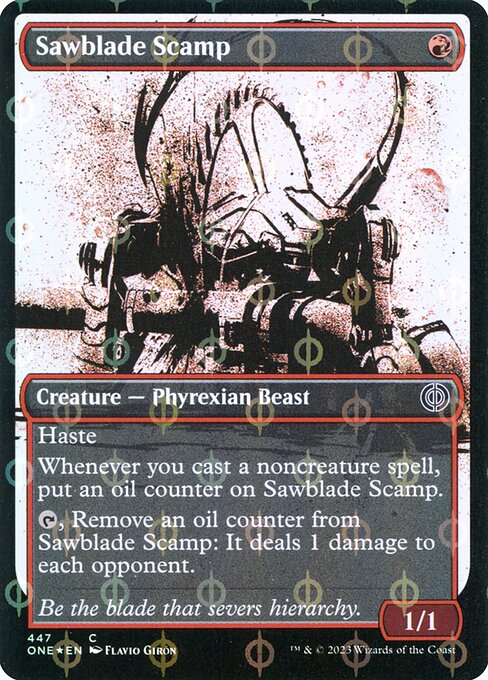 Sawblade Scamp
Creature — Phyrexian Beast
Haste
Whenever you cast a noncreature spell,
put an oil counter on Sawblade Scamp.
, Remove an oil counter from
Sawblade Scamp: It deals 1 damage to
each opponent.
Be the blade that severs hierarchy.
1/1
447 C
ONE★EN Flavio Girón
™ & © 2023 Wizards of the Coast